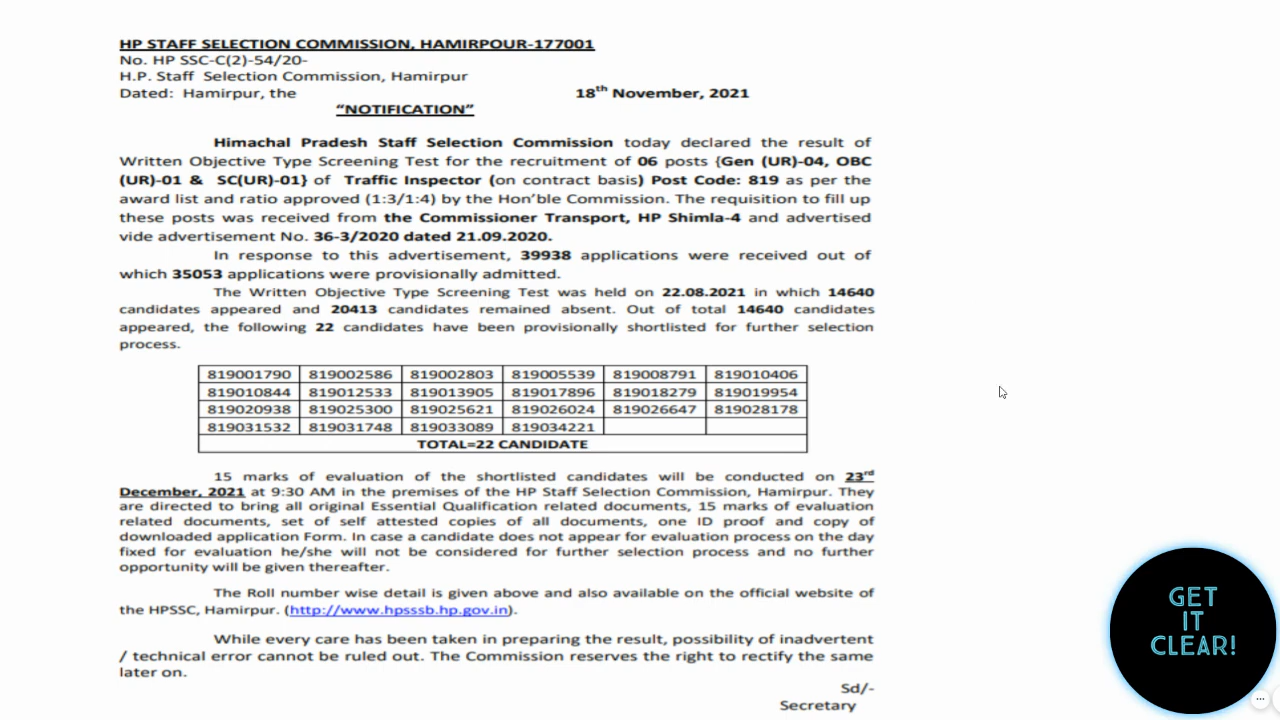 HP STAFF SELECTION COMMISSION, HAMIRPOUR-177001
No. HP SSC-C(2)-54/20-
H.P. Staff Selection Commission, Hamirpur
Dated: Hamirpur, the 18th November, 2021
“NOTIFICATION”
Himachal Pradesh Staff Selection Commission today declared the result of
Written Objective Type Screening Test for the recruitment of 06 posts {Gen (UR)-04, OBC
(UR)-01 & SC(UR)-01} of Traffic Inspector (on contract basis) Post Code: 819 as per the
award list and ratio approved (1:3/1:4) by the Hon’ble Commission. The requisition to fill up
these posts was received from the Commissioner Transport, HP Shimla-4 and advertised
vide advertisement No. 36-3/2020 dated 21.09.2020.
In response to this advertisement, 39938 applications were received out of
which 35053 applications were provisionally admitted.
The Written Objective Type Screening Test was held on 22.08.2021 in which 14640
candidates appeared and 20413 candidates remained absent. Out of total 14640 candidates
appeared, the following 22 candidates have been provisionally shortlisted for further selection
process.
819001790 819002586 819002803 819005539 819008791 819010406
819010844 819012533 819013905 819017896 819018279 819019954
819020938 819025300 819025621 819026024 819026647 819028178
819031532 819031748 819033089 819034221
TOTAL=22 CANDIDATE
15 marks of evaluation of the shortlisted candidates will be conducted on 23rd
December, 2021 at 9:30 AM in the premises of the HP Staff Selection Commission, Hamirpur. They
are directed to bring all original Essential Qualification related documents, 15 marks of evaluation
related documents, set of self attested copies of all documents, one ID proof and copy of
downloaded application Form. In case a candidate does not appear for evaluation process on the day
fixed for evaluation he/she will not be considered for further selection process and no further
opportunity will be given thereafter.
The Roll number wise detail is given above and also available on the official website of
the HPSSC, Hamirpur. (http://www.hpsssb.hp.gov.in).
While every care has been taken in preparing the result, possibility of inadvertent
/ technical error cannot be ruled out. The Commission reserves the right to rectify the same
later on.
Sd/-
Secretary
GET
IT
CLEAR!